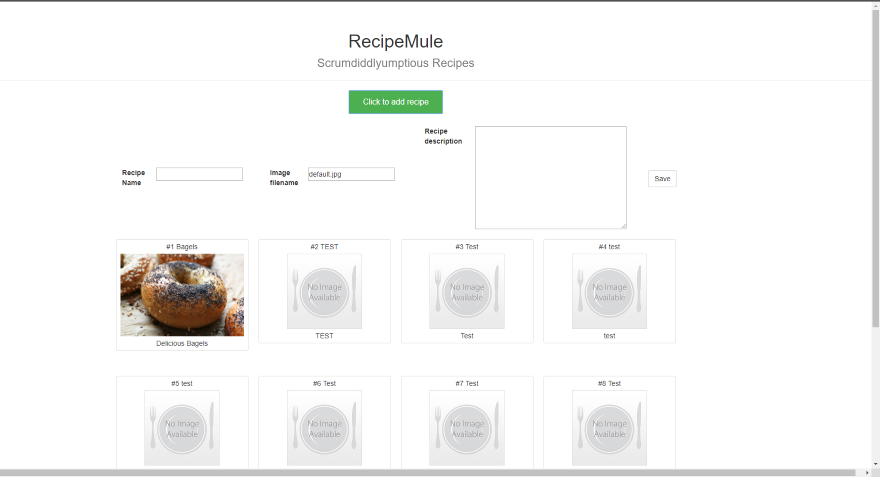 RecipeMule
Scrumdiddlyumptious Recipes
Click to add recipe
Recipe
Name
Image
filename
default.jpg
Recipe
description
Save
#1 Bagels
Delicious Bagels
#2 TEST
No Image
Available
TEST
#3 Test
No Image
Available
Test
#4 test
No Image
Available
test
#5 test
No Image
Available
#6 Test
No Image
Available
#7 Test
No Image
Available
#8 Test
No Image
Available